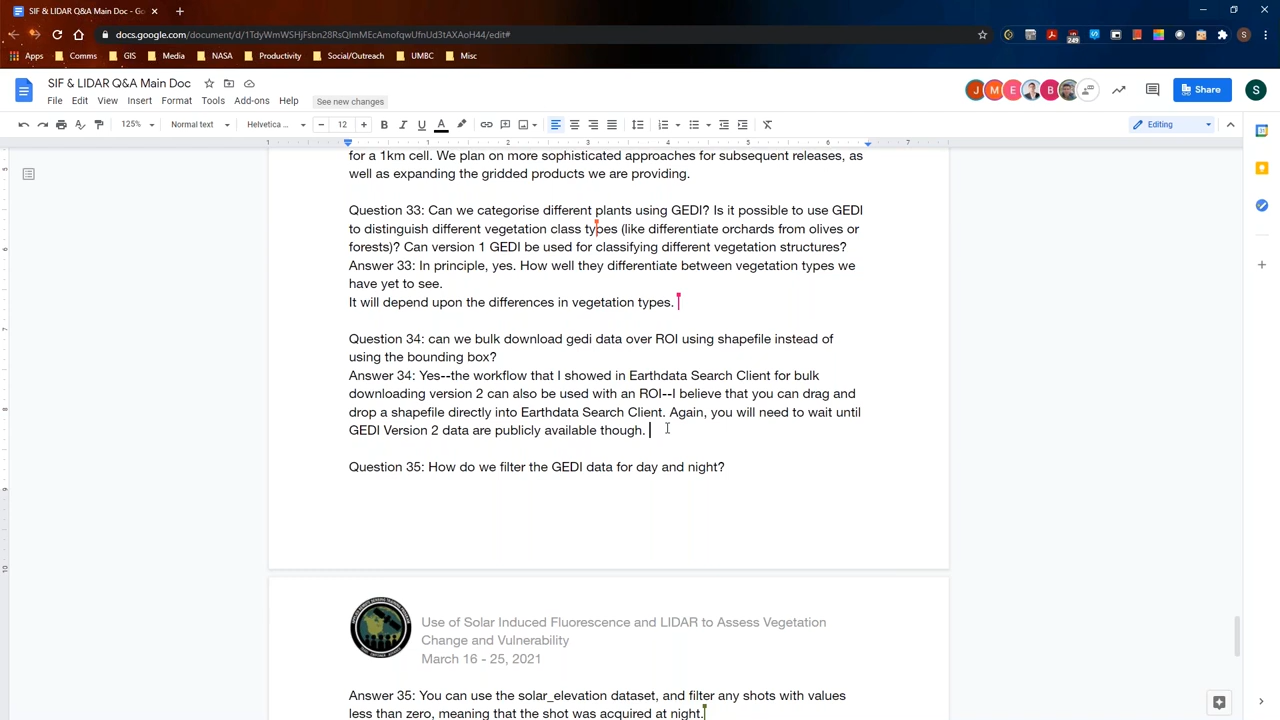 SIF & LIDAR Q&A Main Doc - Go
docs.google.com/document/d/1TdyWmWSHjFsbn28RsQImMEcAmofqwUfnUd3tAXAoH44/edit#
Apps Comms GIS Media NASA Productivity Social/Outreach UMBC Misc
SIF & LIDAR Q&A Main Doc
File Edit View Insert Format Tools Add-ons Help See new changes
Share
125% Normal text Helvetica ... 12 Editing
for a 1km cell. We plan on more sophisticated approaches for subsequent releases, as
well as expanding the gridded products we are providing.
Question 33: Can we categorise different plants using GEDI? Is it possible to use GEDI
to distinguish different vegetation class types (like differentiate orchards from olives or
forests)? Can version 1 GEDI be used for classifying different vegetation structures?
Answer 33: In principle, yes. How well they differentiate between vegetation types we
have yet to see.
It will depend upon the differences in vegetation types.
Question 34: can we bulk download gedi data over ROI using shapefile instead of
using the bounding box?
Answer 34: Yes--the workflow that I showed in Earthdata Search Client for bulk
downloading version 2 can also be used with an ROI--I believe that you can drag and
drop a shapefile directly into Earthdata Search Client. Again, you will need to wait until
GEDI Version 2 data are publicly available though.
Question 35: How do we filter the GEDI data for day and night?
Use of Solar Induced Fluorescence and LIDAR to Assess Vegetation
Change and Vulnerability
March 16 - 25, 2021
Answer 35: You can use the solar_elevation dataset, and filter any shots with values
less than zero, meaning that the shot was acquired at night.